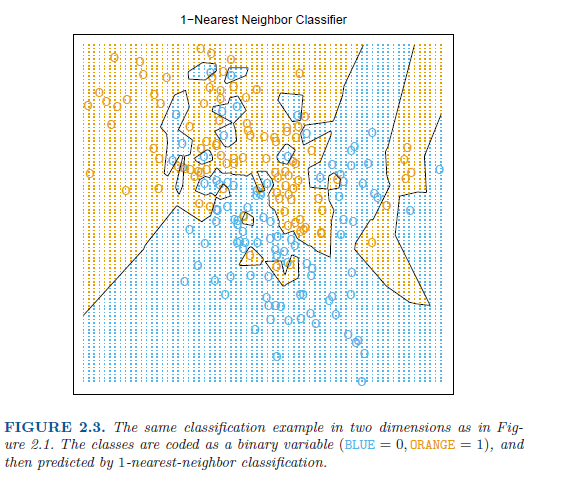 1−Nearest Neighbor Classifier
FIGURE 2.3. The same classification example in two dimensions as in Fig-
ure 2.1. The classes are coded as a binary variable (BLUE = 0, ORANGE = 1), and
then predicted by 1-nearest-neighbor classification.